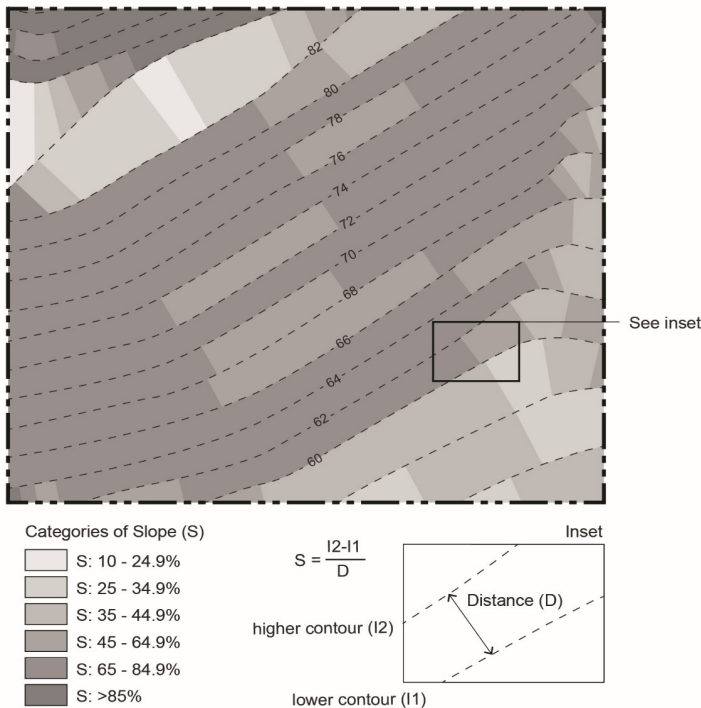 82
80
78
76
74
72
70
68
66
64
62
60
See inset
Categories of Slope (S)
S: 10 - 24.9%
S: 25 - 34.9%
S: 35 - 44.9%
S: 45 - 64.9%
S: 65 - 84.9%
S: >85%
S = I2-I1
D
Inset
Distance (D)
higher contour (I2)
lower contour (I1)